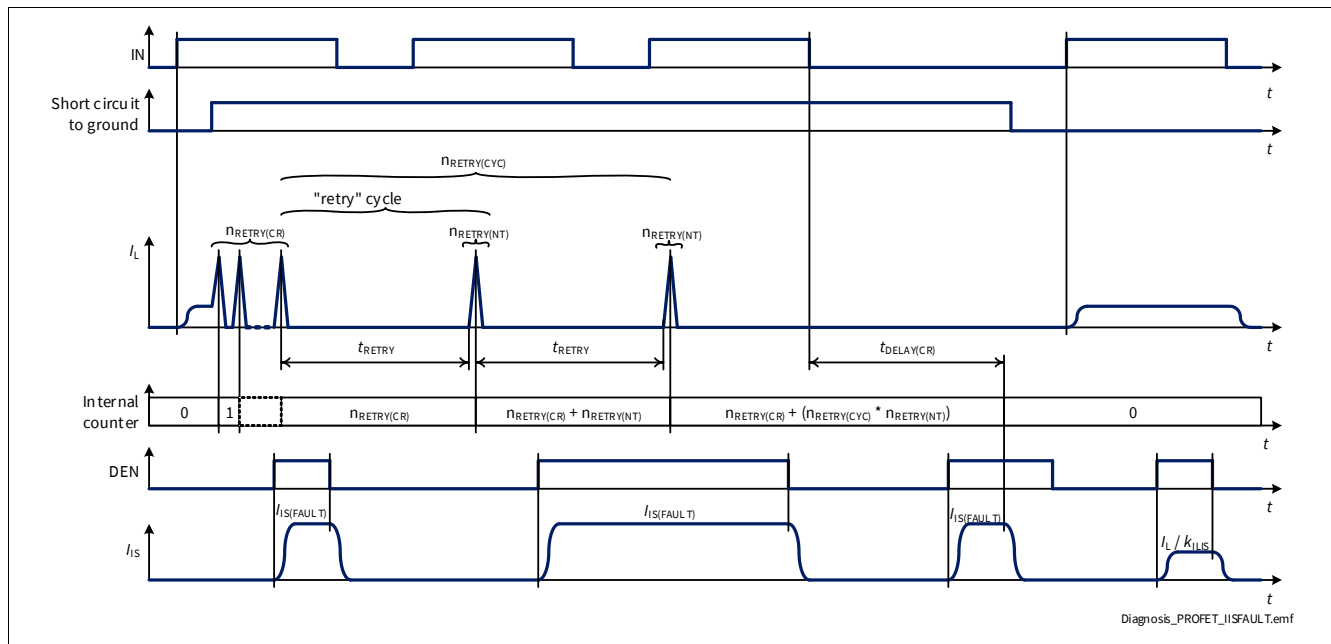 IN
t
Short circuit
to ground
t
nRETRY(CYC)
"retry" cycle
nRETRY(CR)
nRETRY(NT)
nRETRY(NT)
IL
t
tRETRY
tRETRY
tDELAY(CR)
Internal
counter
0
1
nRETRY(CR)
nRETRY(CR) + nRETRY(NT)
nRETRY(CR) + (nRETRY(CYC) * nRETRY(NT))
0
t
DEN
t
IIS(FAULT)
IIS(FAULT)
IIS(FAULT)
IL / kILIS
IIS
t
Diagnosis_PROFET_IISFAULT.emf